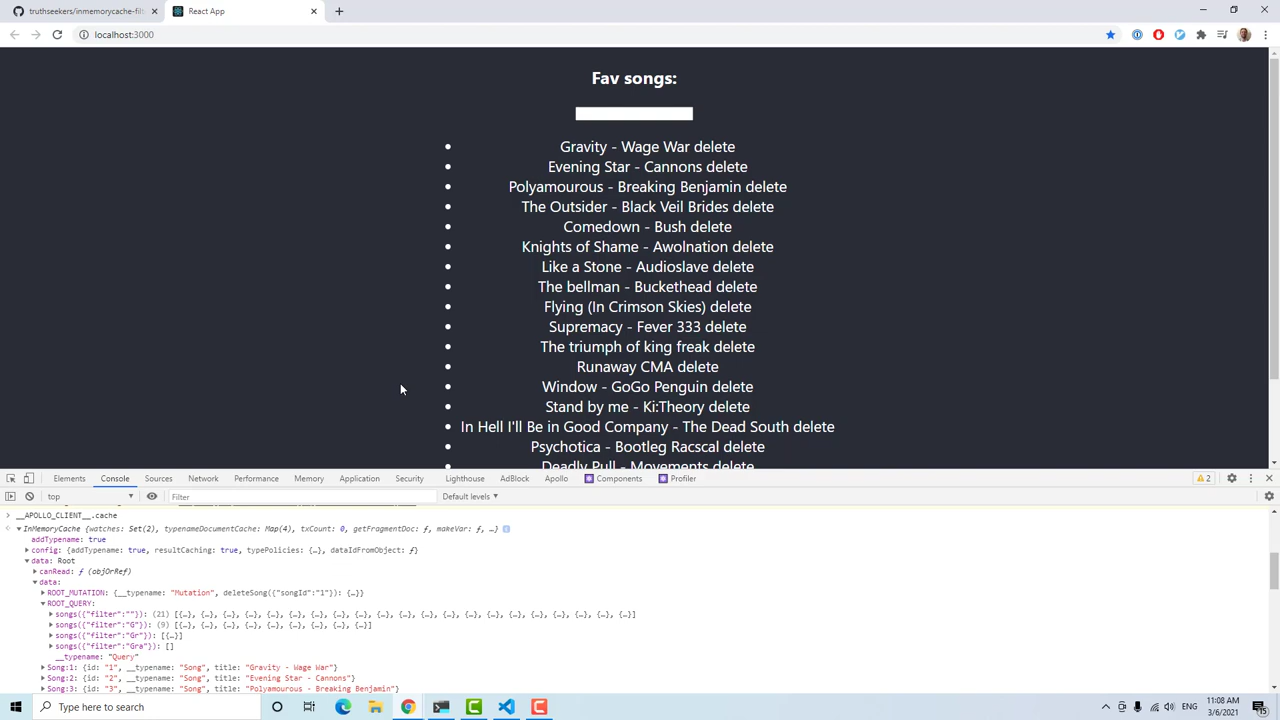 truthseekers/inmemorycache-filt
React App
localhost:3000
Fav songs:
Gravity - Wage War delete
Evening Star - Cannons delete
Polyamourous - Breaking Benjamin delete
The Outsider - Black Veil Brides delete
Comedown - Bush delete
Knights of Shame - Awolnation delete
Like a Stone - Audioslave delete
The bellman - Buckethead delete
Flying (In Crimson Skies) delete
Supremacy - Fever 333 delete
The triumph of king freak delete
Runaway CMA delete
Window - GoGo Penguin delete
Stand by me - Ki:Theory delete
In Hell I'll Be in Good Company - The Dead South delete
Psychotica - Bootleg Racscal delete
Deadly Pull - Movements delete
Elements Console Sources Network Performance Memory Application Security Lighthouse AdBlock Apollo Components Profiler 2
top Filter Default levels
__APOLLO_CLIENT__.cache
InMemoryCache {watches: Set(2), typenameDocumentCache: Map(4), txCount: 0, getFragmentDoc: ƒ, makeVar: ƒ, …}
addTypename: true
config: {addTypename: true, resultCaching: true, typePolicies: {…}, dataIdFromObject: ƒ}
data: Root
canRead: ƒ (objOrRef)
data:
ROOT_MUTATION: {__typename: "Mutation", deleteSong({"songId":"1"}): {…}}
ROOT_QUERY:
songs({"filter":""}): (21) [{…}, {…}, {…}, {…}, {…}, {…}, {…}, {…}, {…}, {…}, {…}, {…}, {…}, {…}, {…}, {…}, {…}, {…}, {…}, {…}, {…}]
songs({"filter":"G"}): (9) [{…}, {…}, {…}, {…}, {…}, {…}, {…}, {…}, {…}]
songs({"filter":"Gr"}): [{…}]
songs({"filter":"Gra"}): []
__typename: "Query"
Song:1: {id: "1", __typename: "Song", title: "Gravity - Wage War"}
Song:2: {id: "2", __typename: "Song", title: "Evening Star - Cannons"}
Song:3: {id: "3", __typename: "Song", title: "Polyamourous - Breaking Benjamin"}
Type here to search
ENG
11:08 AM
3/6/2021
15